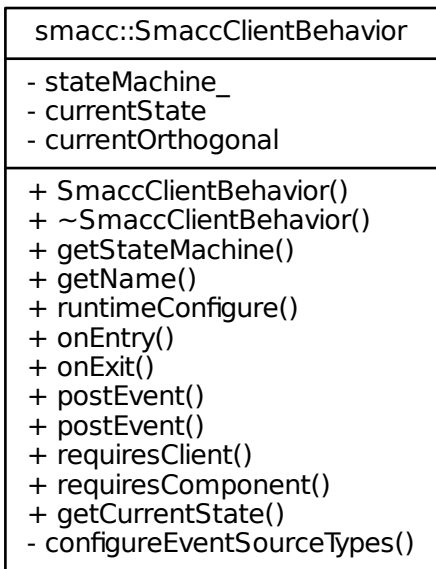 smacc::SmaccClientBehavior
- stateMachine_
- currentState
- currentOrthogonal
+ SmaccClientBehavior()
+ ~SmaccClientBehavior()
+ getStateMachine()
+ getName()
+ runtimeConfigure()
+ onEntry()
+ onExit()
+ postEvent()
+ postEvent()
+ requiresClient()
+ requiresComponent()
+ getCurrentState()
- configureEventSourceTypes()